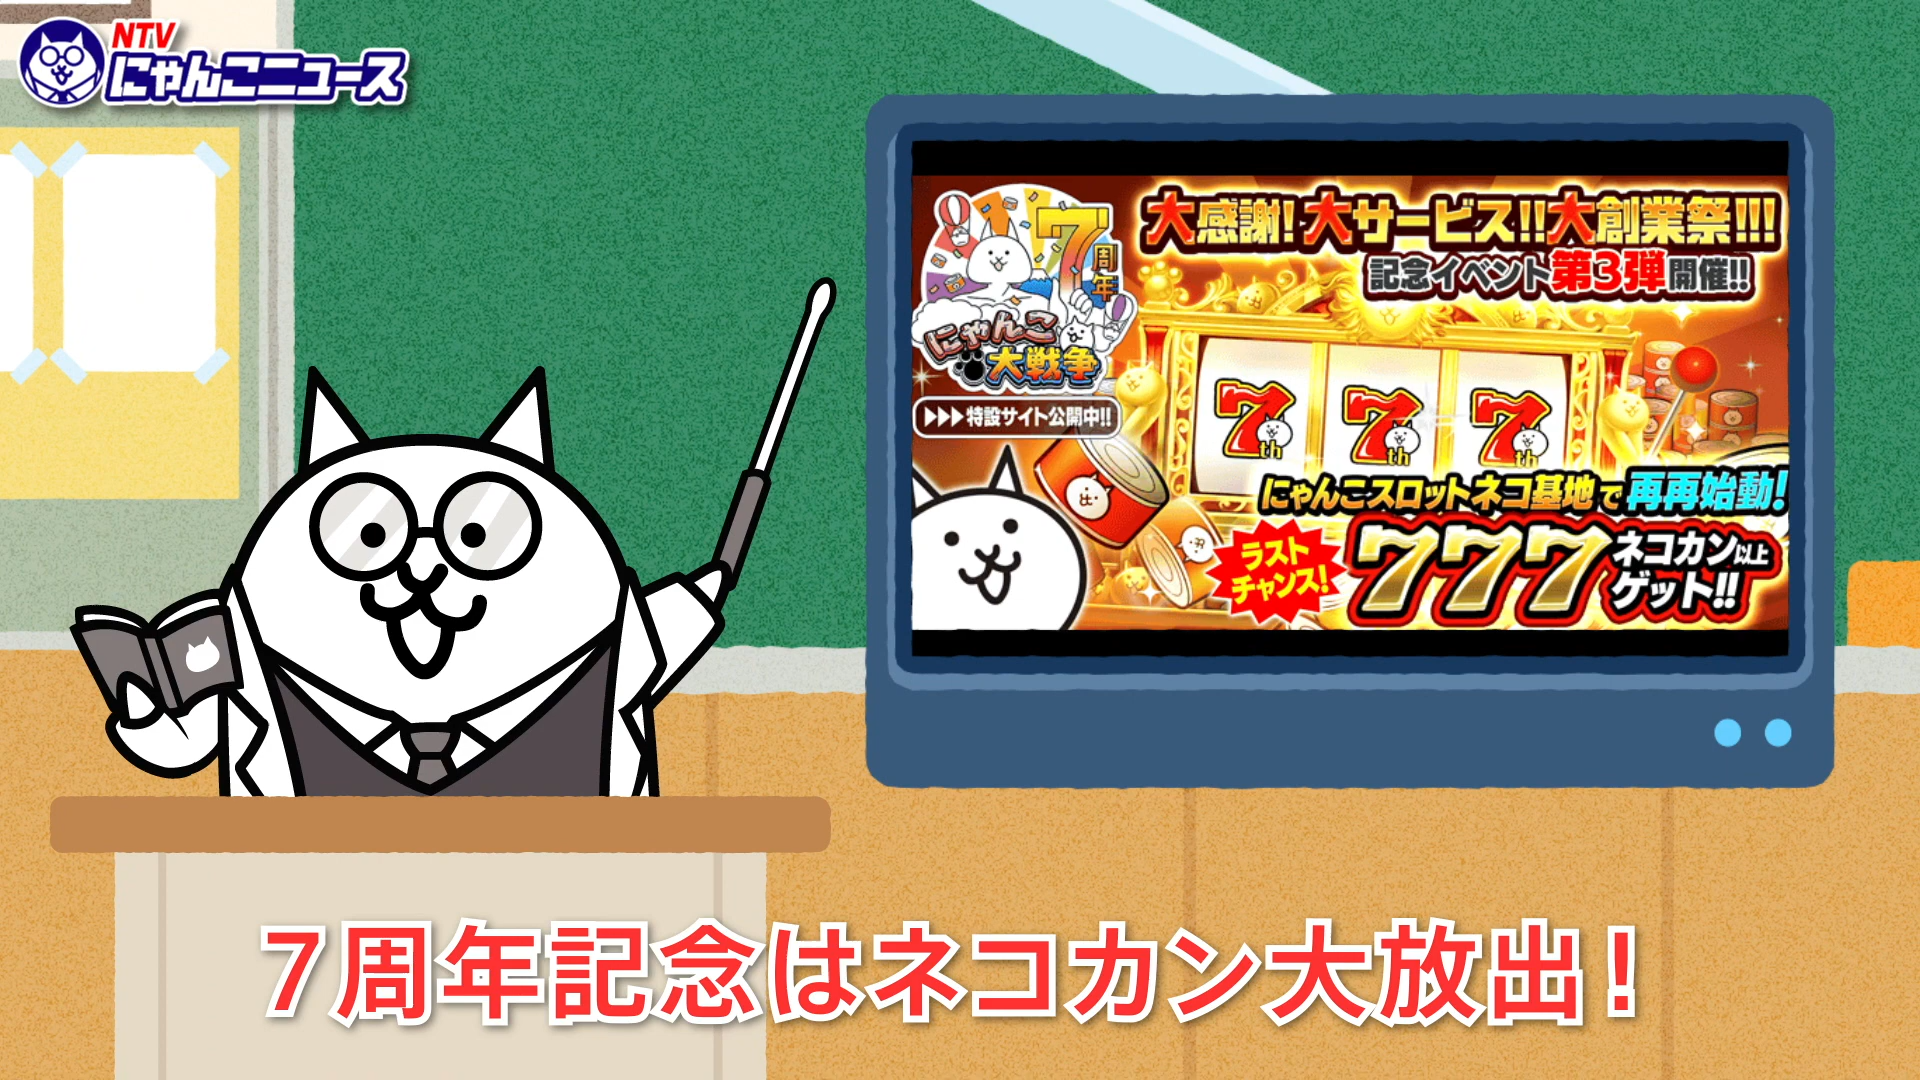 NTV
にゃんこニュース
大感謝!大サービス!!大創業祭!!!
記念イベント第3弾開催!!
7周年
にゃんこ
大戦争
▶▶▶特設サイト公開中!!
7th 7th 7th
にゃんこスロットネコ基地で再再始動!
ラスト
チャンス!
777ネコカン以上
ゲット!!
7周年記念はネコカン大放出!